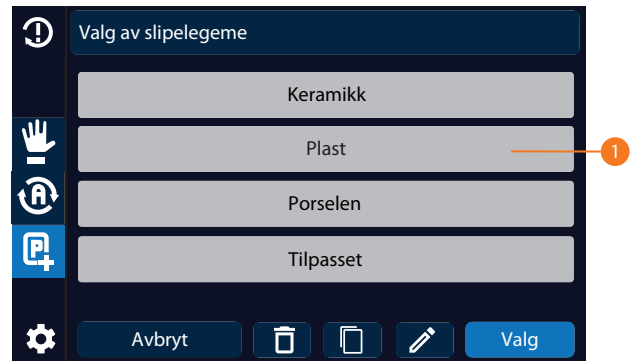 Valg av slipelegeme
Keramikk
Plast
1
Porselen
A
Tilpasset
P
Avbryt
Valg